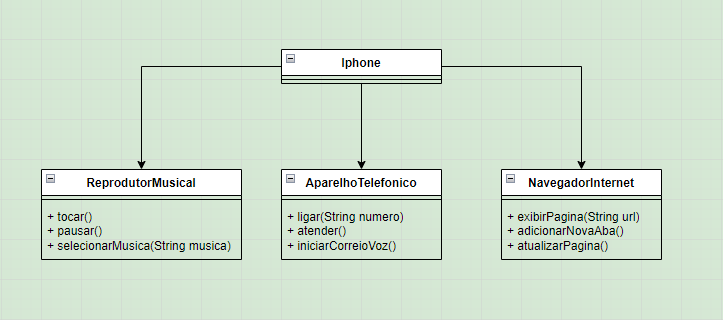 Iphone
ReprodutorMusical
+ tocar()
+ pausar()
+ selecionarMusica(String musica)
AparelhoTelefonico
+ ligar(String numero)
+ atender()
+ iniciarCorreioVoz()
NavegadorInternet
+ exibirPagina(String url)
+ adicionarNovaAba()
+ atualizarPagina()